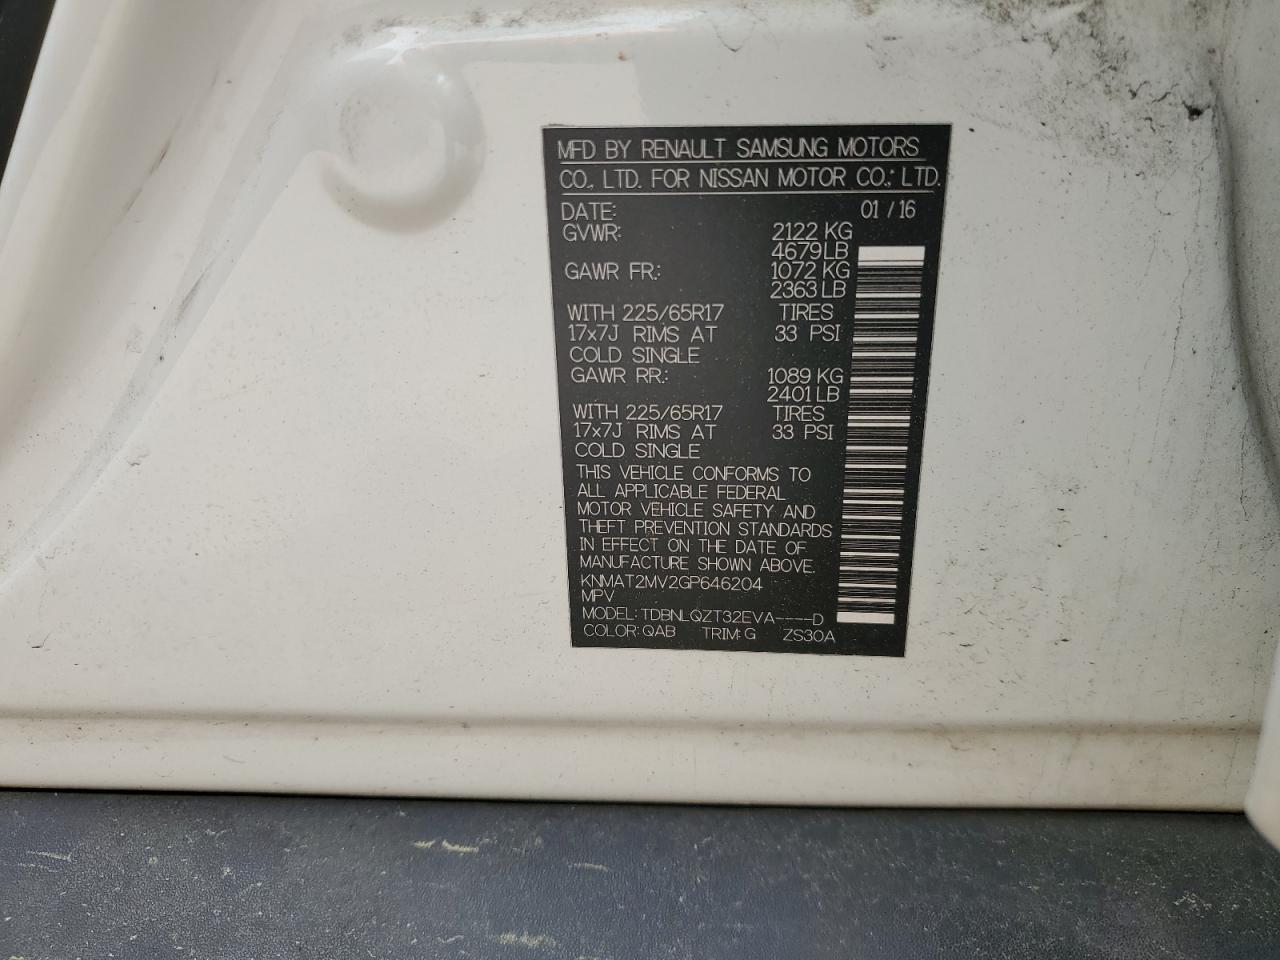 MFD BY RENAULT SAMSUNG MOTORS
CO., LTD. FOR NISSAN MOTOR CO., LTD.
DATE: 01 / 16
GVWR: 2122 KG
4679 LB
GAWR FR.: 1072 KG
2363 LB
WITH 225/65R17 TIRES
17x7J RIMS AT 33 PSI
COLD SINGLE
GAWR RR.: 1089 KG
2401 LB
WITH 225/65R17 TIRES
17x7J RIMS AT 33 PSI
COLD SINGLE
THIS VEHICLE CONFORMS TO
ALL APPLICABLE FEDERAL
MOTOR VEHICLE SAFETY AND
THEFT PREVENTION STANDARDS
IN EFFECT ON THE DATE OF
MANUFACTURE SHOWN ABOVE.
KNMAT2MV2GP646204
MPV
MODEL: TDBNLQZT32EVA----D
COLOR: QAB TRIM: G ZS30A